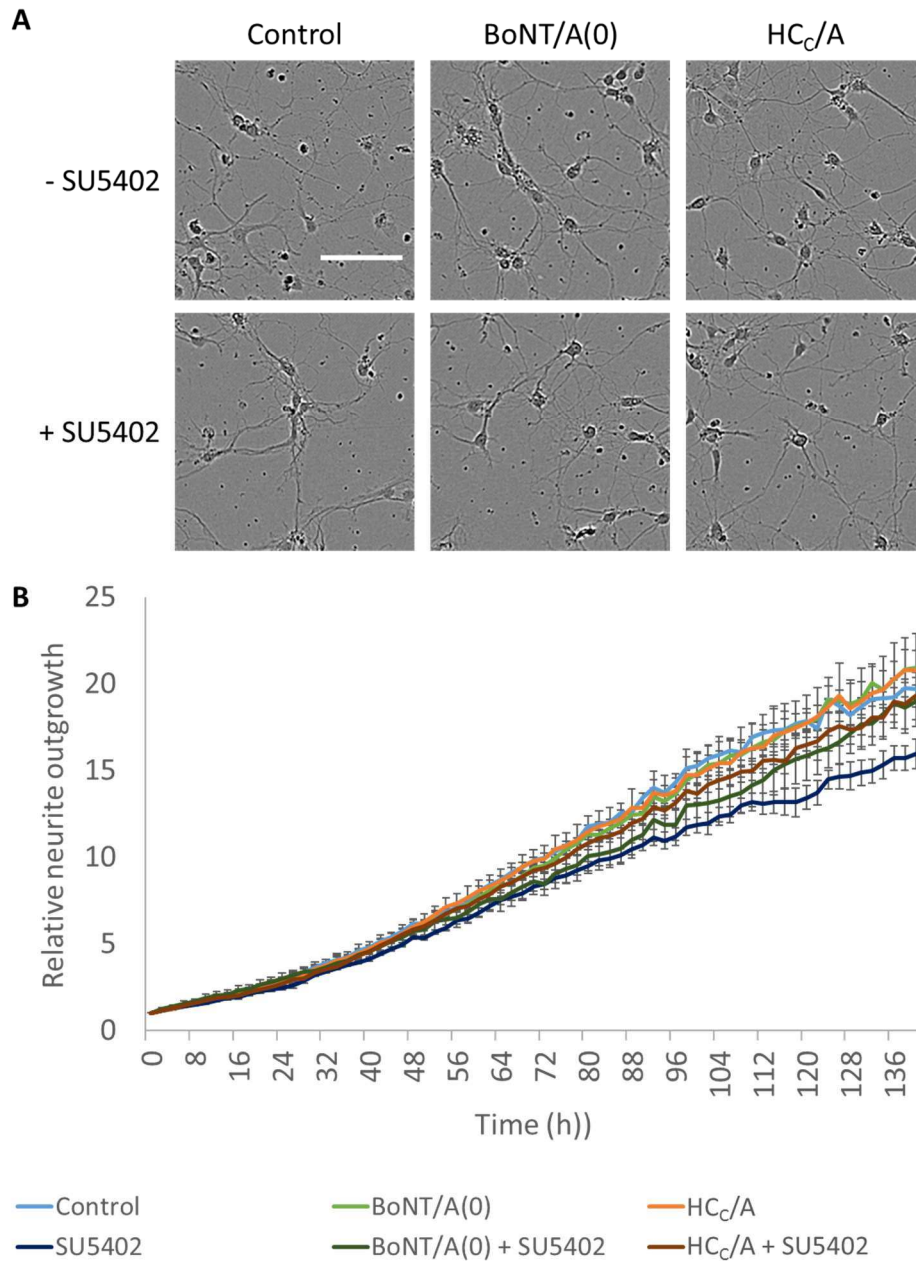 A
Control BoNT/A(0) HCC/A
- SU5402
+ SU5402
B
25
20
15
10
5
0
Relative neurite outgrowth
0 8 16 24 32 40 48 56 64 72 80 88 96 104 112 120 128 136
Time (h))
Control BoNT/A(0) HCC/A
SU5402 BoNT/A(0) + SU5402 HCC/A + SU5402